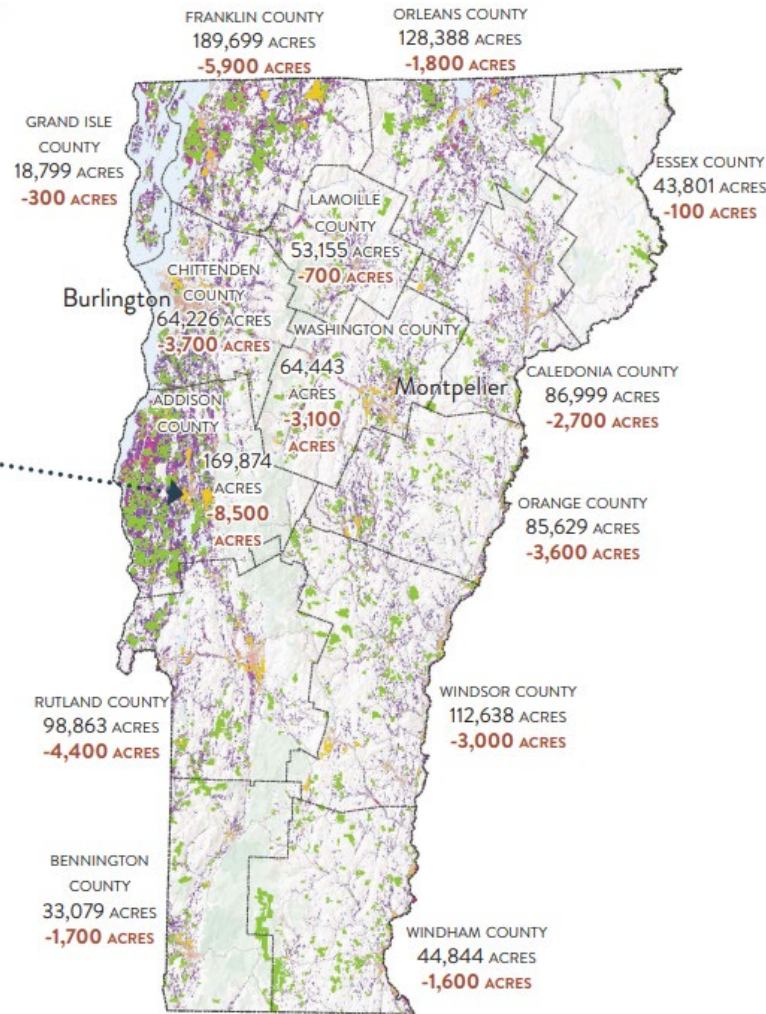 FRANKLIN COUNTY
189,699 ACRES
-5,900 ACRES
ORLEANS COUNTY
128,388 ACRES
-1,800 ACRES
GRAND ISLE
COUNTY
18,799 ACRES
-300 ACRES
ESSEX COUNTY
43,801 ACRES
-100 ACRES
LAMOILLE
COUNTY
53,155 ACRES
-700 ACRES
CHITTENDEN
COUNTY
64,226 ACRES
-3,700 ACRES
Burlington
WASHINGTON COUNTY
64,443
ACRES
-3,100
ACRES
Montpelier
CALEDONIA COUNTY
86,999 ACRES
-2,700 ACRES
ADDISON
COUNTY
169,874
ACRES
-8,500
ACRES
ORANGE COUNTY
85,629 ACRES
-3,600 ACRES
RUTLAND COUNTY
98,863 ACRES
-4,400 ACRES
WINDSOR COUNTY
112,638 ACRES
-3,000 ACRES
BENNINGTON
COUNTY
33,079 ACRES
-1,700 ACRES
WINDHAM COUNTY
44,844 ACRES
-1,600 ACRES